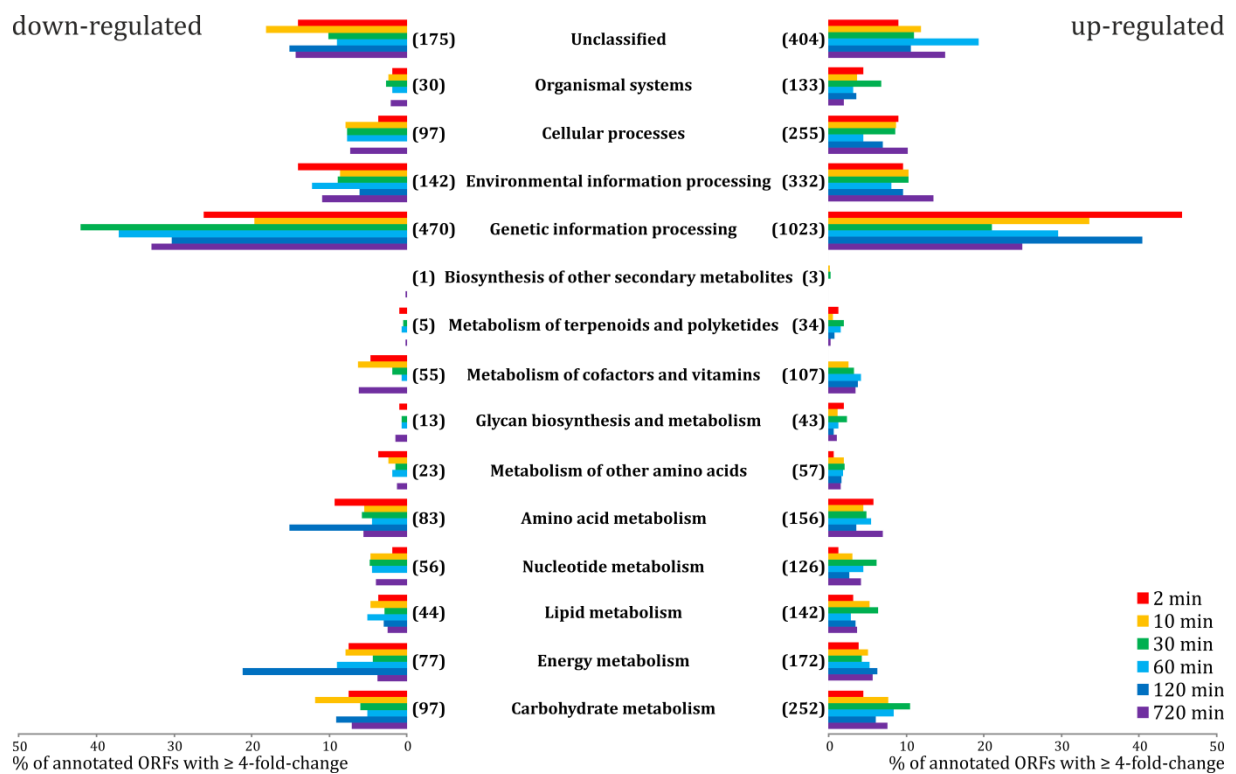 down-regulated
up-regulated
(175) Unclassified (404)
(30) Organismal systems (133)
(97) Cellular processes (255)
(142) Environmental information processing (332)
(470) Genetic information processing (1023)
(1) Biosynthesis of other secondary metabolites (3)
(5) Metabolism of terpenoids and polyketides (34)
(55) Metabolism of cofactors and vitamins (107)
(13) Glycan biosynthesis and metabolism (43)
(23) Metabolism of other amino acids (57)
(83) Amino acid metabolism (156)
(56) Nucleotide metabolism (126)
(44) Lipid metabolism (142)
(77) Energy metabolism (172)
(97) Carbohydrate metabolism (252)
2 min
10 min
30 min
60 min
120 min
720 min
50 40 30 20 10 0
0 10 20 30 40 50
% of annotated ORFs with ≥ 4-fold-change
% of annotated ORFs with ≥ 4-fold-change